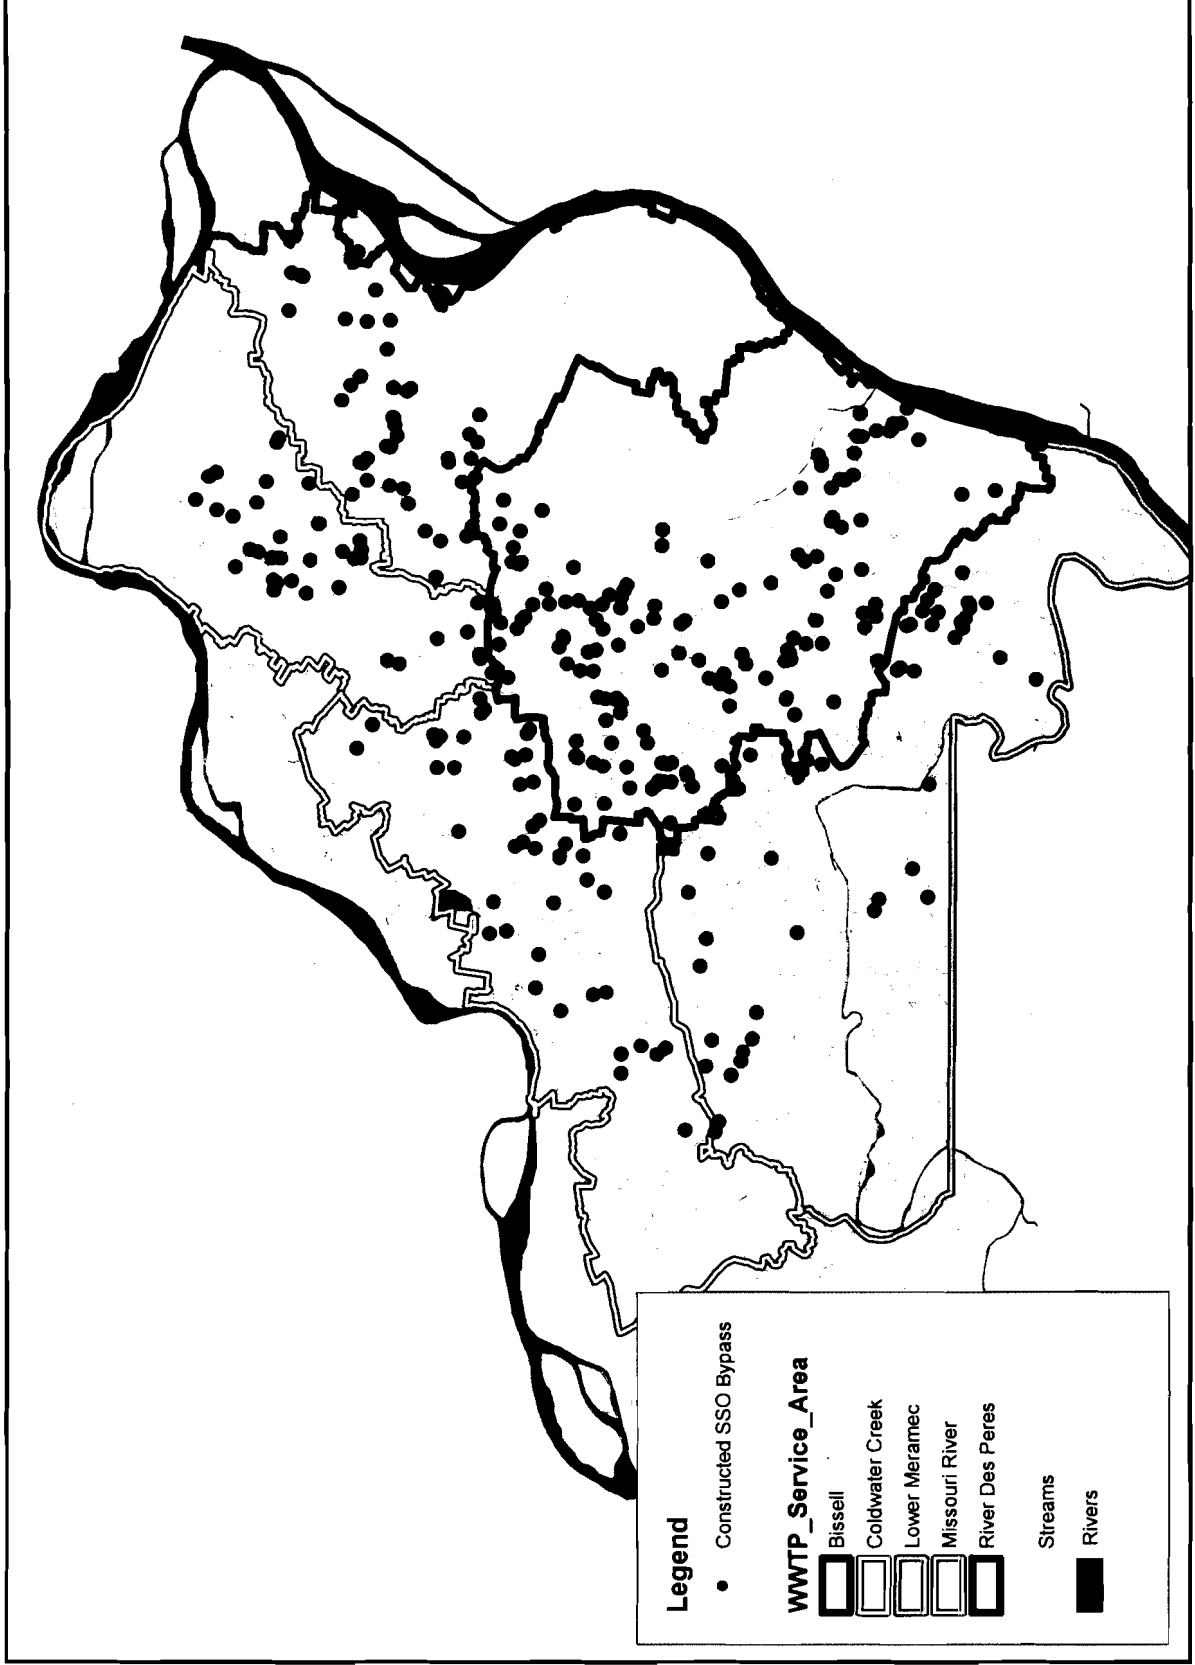 Legend
Constructed SSO Bypass
WWTP_Service_Area
Bissell
Coldwater Creek
Lower Meramec
Missouri River
River Des Peres
Streams
Rivers